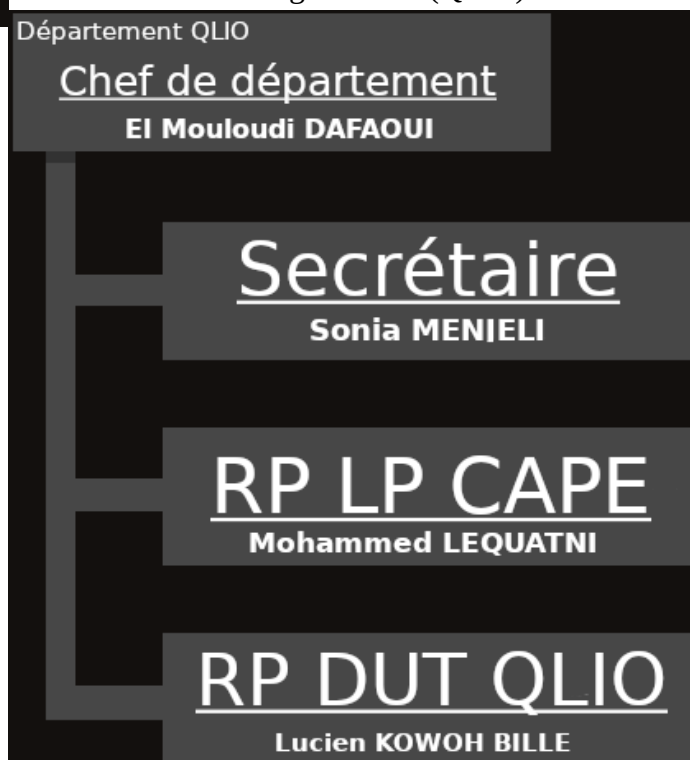 Département QLIO
Chef de département
El Mouloudi DAFAOUI
Secrétaire
Sonia MENJELI
RP LP CAPE
Mohammed LEQUATNI
RP DUT QLIO
Lucien KOWOH BILLE